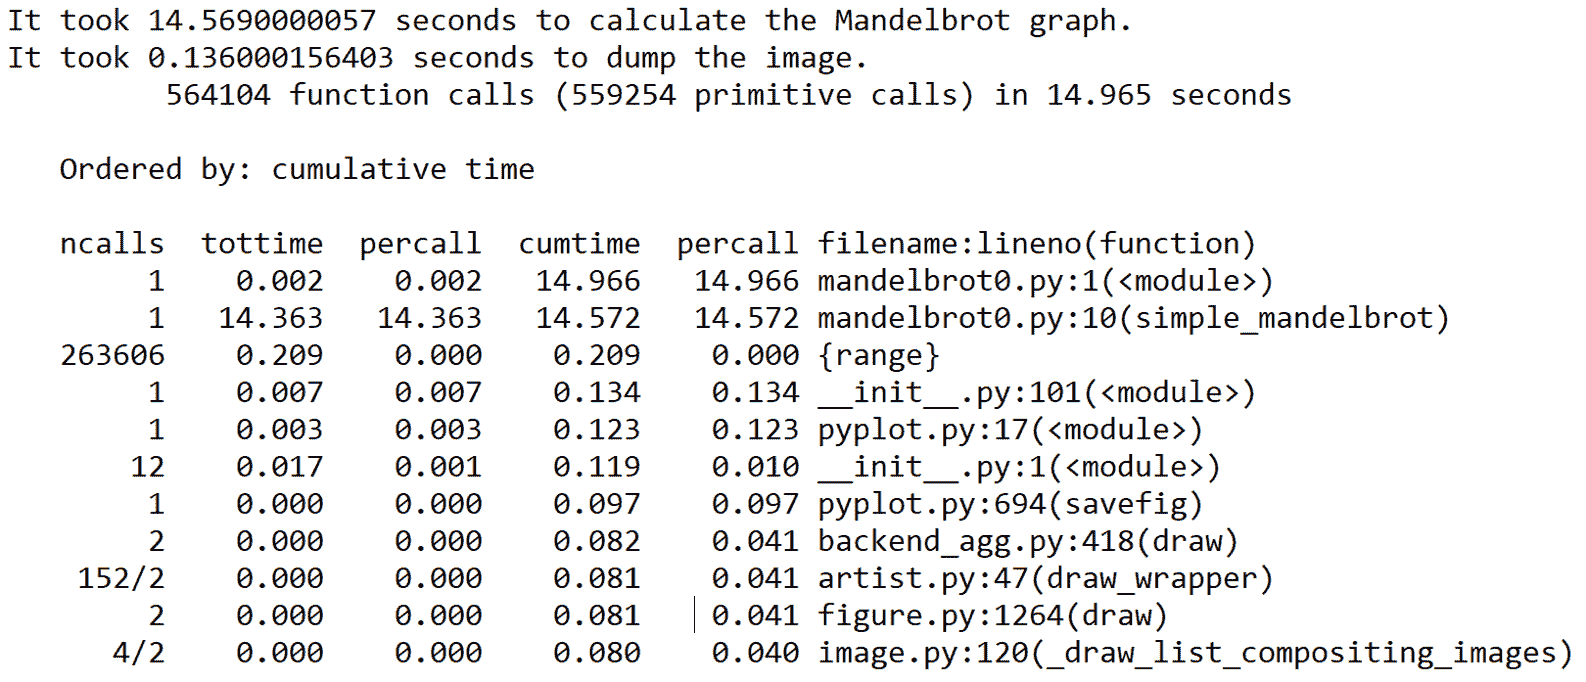 It took 14.5690000057 seconds to calculate the Mandelbrot graph.
It took 0.136000156403 seconds to dump the image.
         564104 function calls (559254 primitive calls) in 14.965 seconds

   Ordered by: cumulative time

   ncalls  tottime  percall  cumtime  percall filename:lineno(function)
        1    0.002    0.002   14.966   14.966 mandelbrot0.py:1(<module>)
        1   14.363   14.363   14.572   14.572 mandelbrot0.py:10(simple_mandelbrot)
   263606    0.209    0.000    0.209    0.000 {range}
        1    0.007    0.007    0.134    0.134 __init__.py:101(<module>)
        1    0.003    0.003    0.123    0.123 pyplot.py:17(<module>)
       12    0.017    0.001    0.119    0.010 __init__.py:1(<module>)
        1    0.000    0.000    0.097    0.097 pyplot.py:694(savefig)
        2    0.000    0.000    0.082    0.041 backend_agg.py:418(draw)
    152/2    0.000    0.000    0.081    0.041 artist.py:47(draw_wrapper)
        2    0.000    0.000    0.081    0.041 figure.py:1264(draw)
      4/2    0.000    0.000    0.080    0.040 image.py:120(_draw_list_compositing_images)